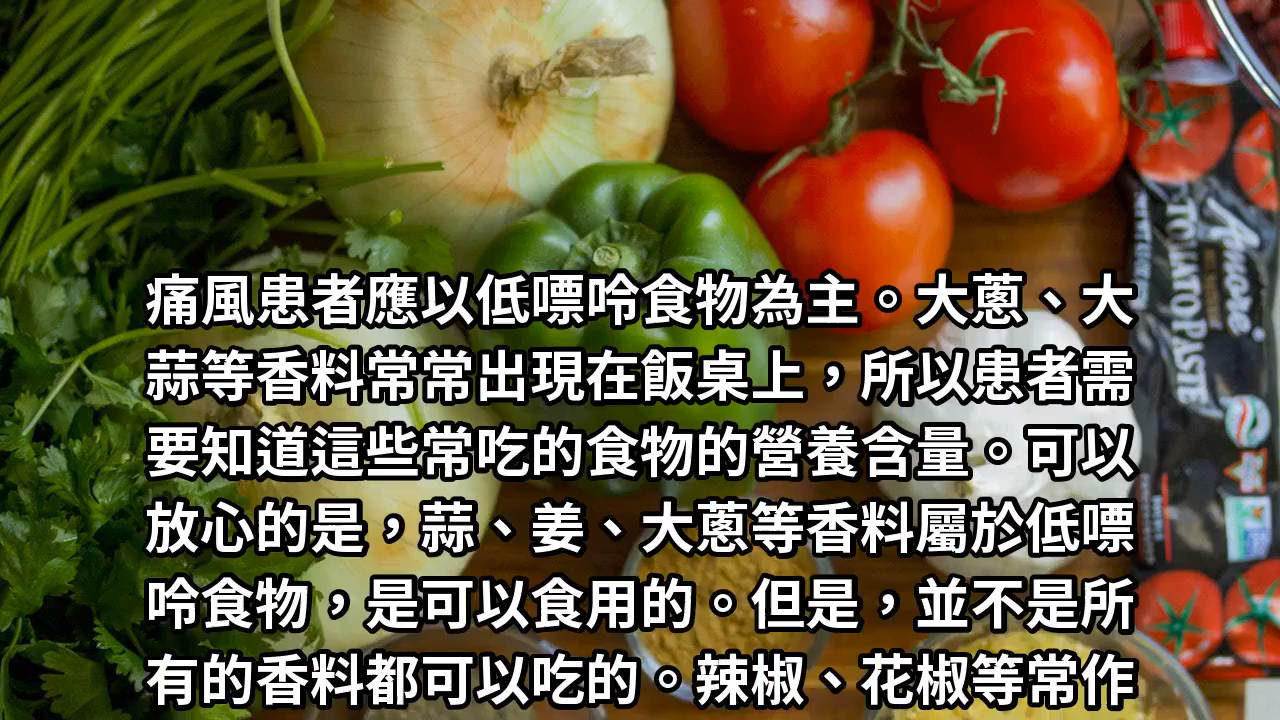 痛風患者應以低嘌呤食物為主。大蔥、大
蒜等香料常常出現在飯桌上，所以患者需
要知道這些常吃的食物的營養含量。可以
放心的是，蒜、姜、大蔥等香料屬於低嘌
呤食物，是可以食用的。但是，並不是所
有的香料都可以吃的。辣椒、花椒等常作
Amore
TOMATO PASTE